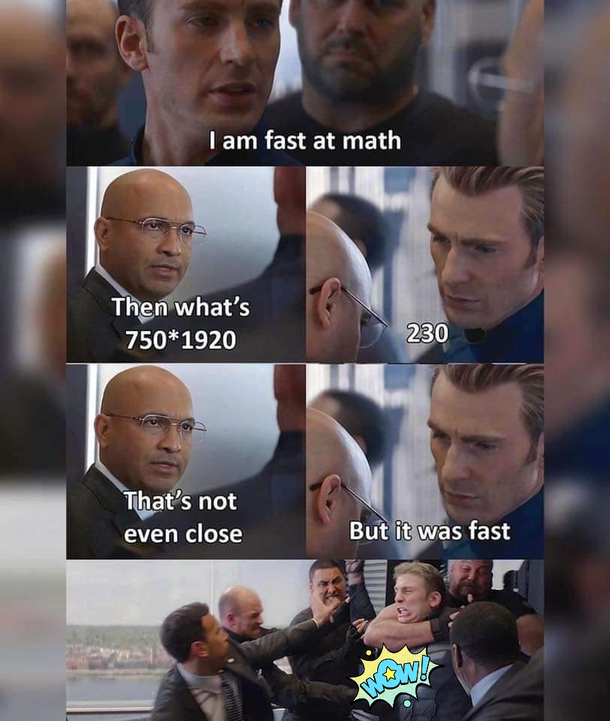 I am fast at math
Then what's
750*1920
230
That's not
even close
But it was fast
WOW!